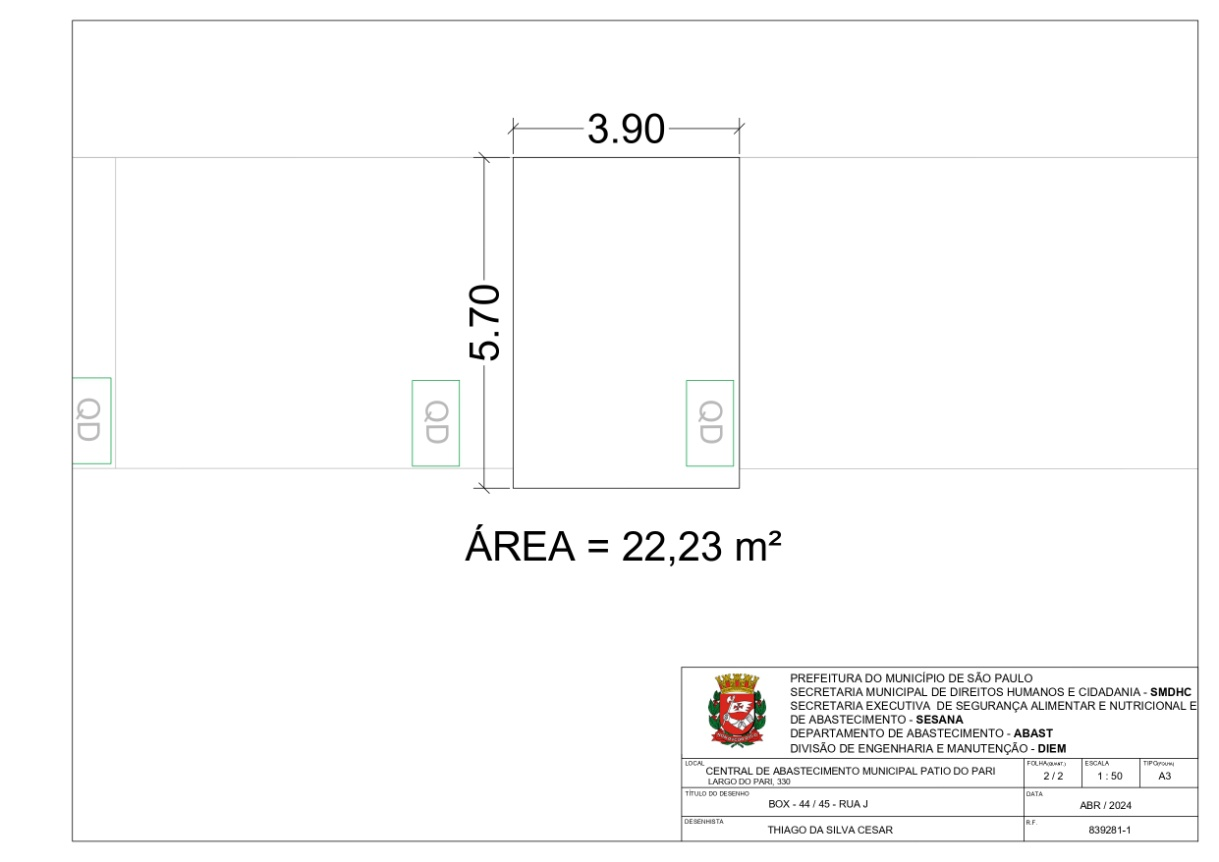 3.90
5.70
QD
QD
QD
ÁREA = 22,23 m²
PREFEITURA DO MUNICÍPIO DE SÃO PAULO
SECRETARIA MUNICIPAL DE DIREITOS HUMANOS E CIDADANIA - SMDHC
SECRETARIA EXECUTIVA DE SEGURANÇA ALIMENTAR E NUTRICIONAL E
DE ABASTECIMENTO - SESANA
DEPARTAMENTO DE ABASTECIMENTO - ABAST
DIVISÃO DE ENGENHARIA E MANUTENÇÃO - DIEM
LOCAL
CENTRAL DE ABASTECIMENTO MUNICIPAL PATIO DO PARI
LARGO DO PARI, 330
FOLHA(QUANT.)
2 / 2
ESCALA
1 : 50
TIPO(FOLHA)
A3
TÍTULO DO DESENHO
BOX - 44 / 45 - RUA J
DATA
ABR / 2024
DESENHISTA
THIAGO DA SILVA CESAR
R.F.
839281-1